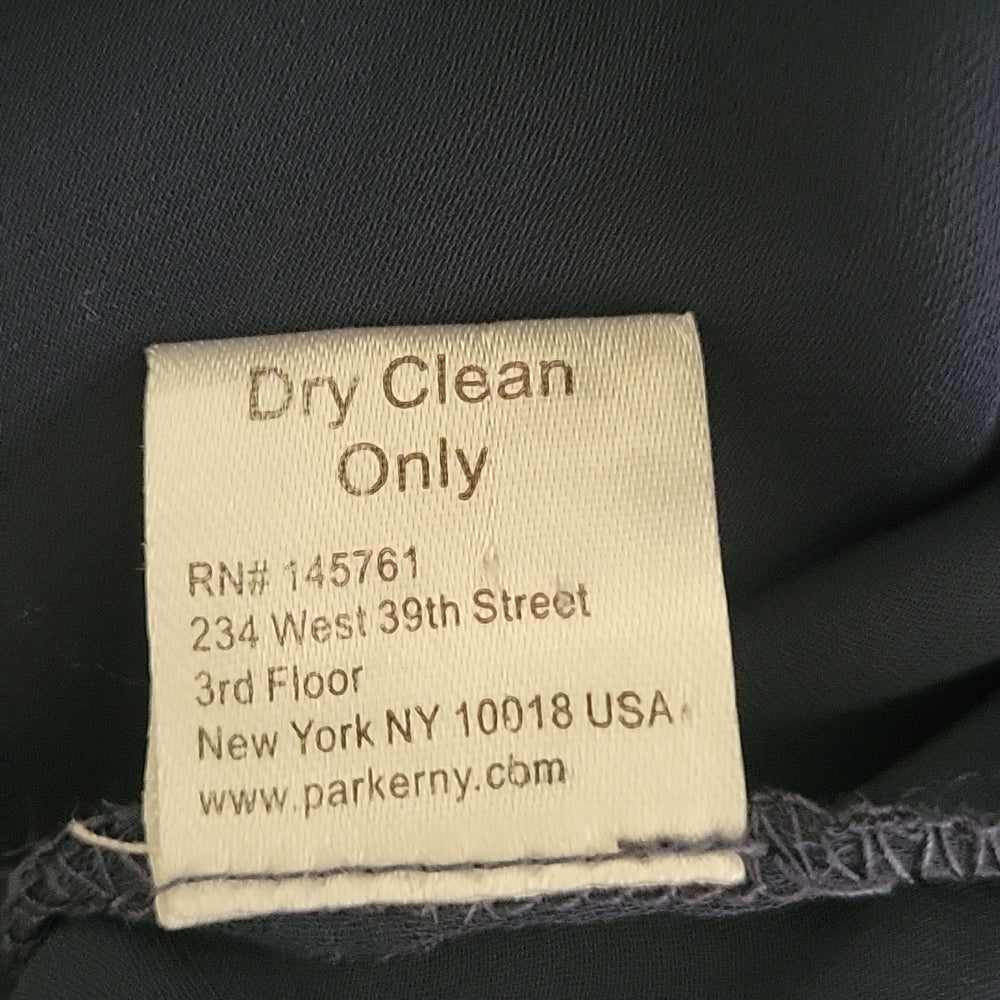 Dry Clean
Only
RN# 145761
234 West 39th Street
3rd Floor
New York NY 10018 USA
www.parkerny.com